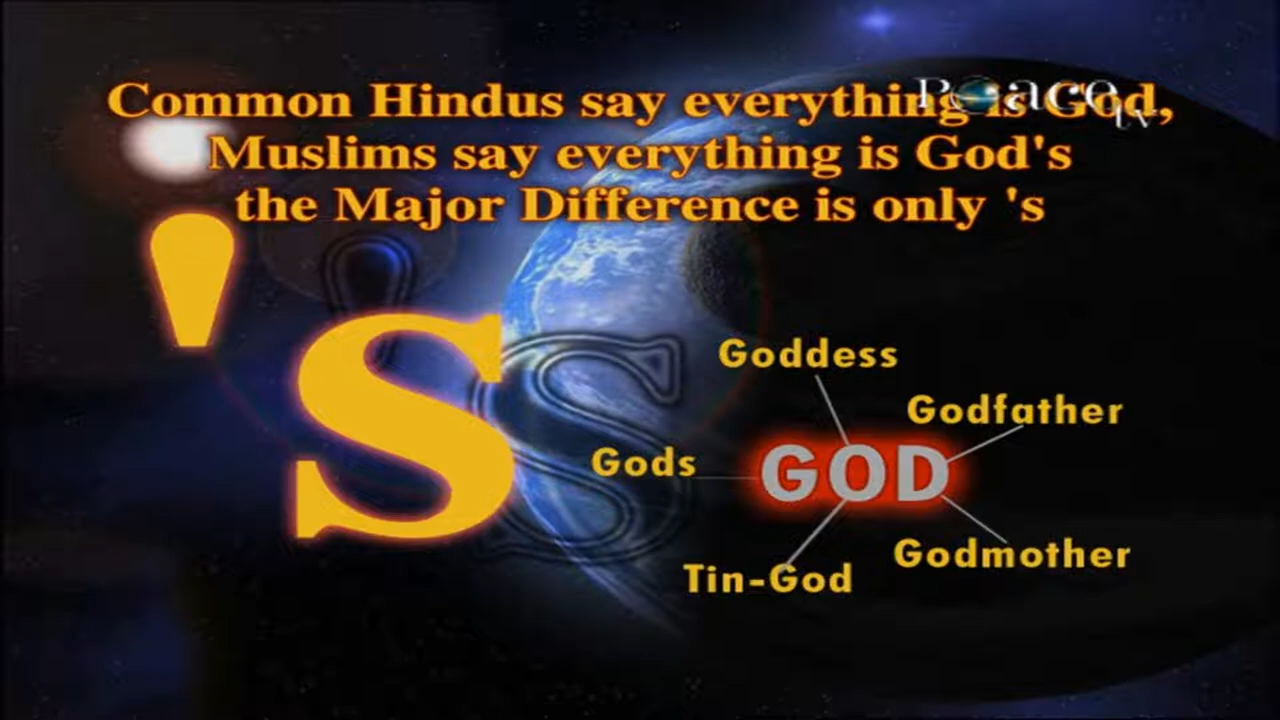 Common Hindus say everything is God,
Muslims say everything is God's
the Major Difference is only 's
Peace tv
's
Goddess
Godfather
Gods
GOD
Godmother
Tin-God